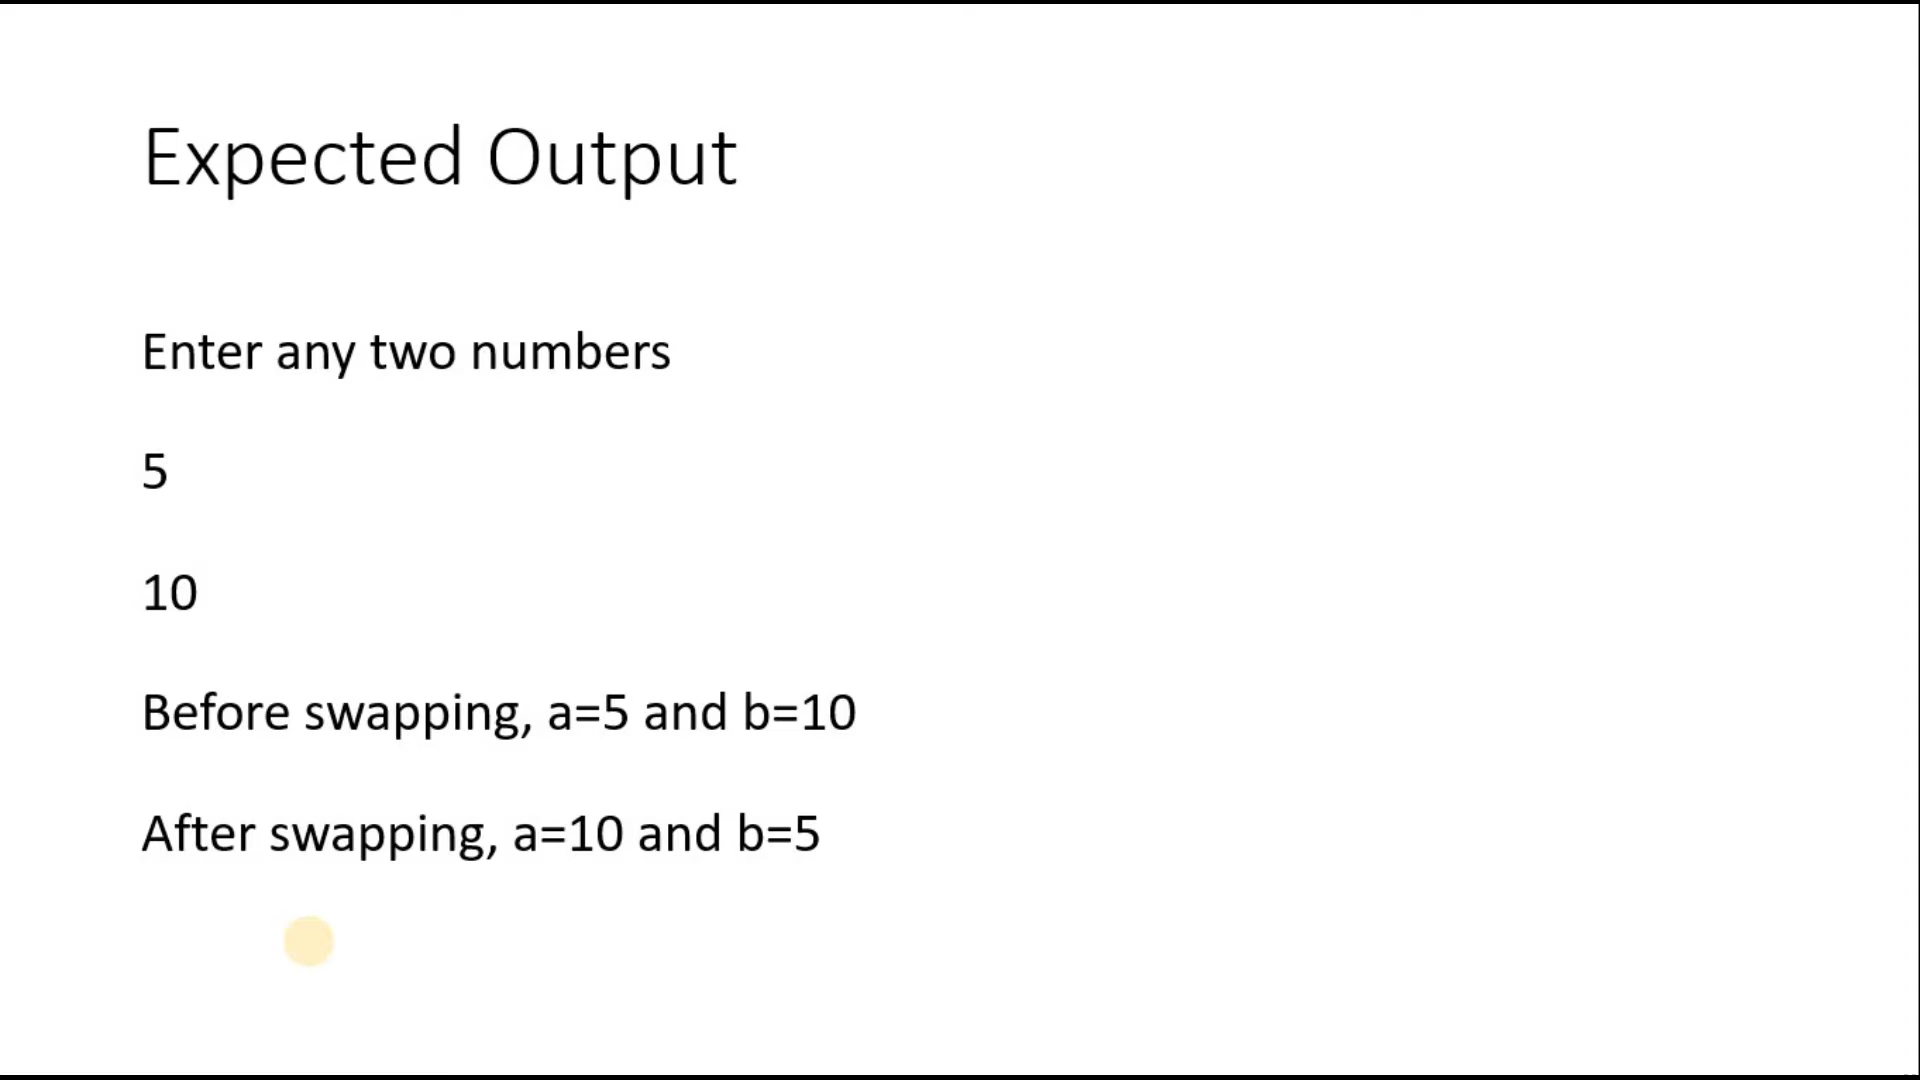 Expected Output
Enter any two numbers
5
10
Before swapping, a=5 and b=10
After swapping, a=10 and b=5